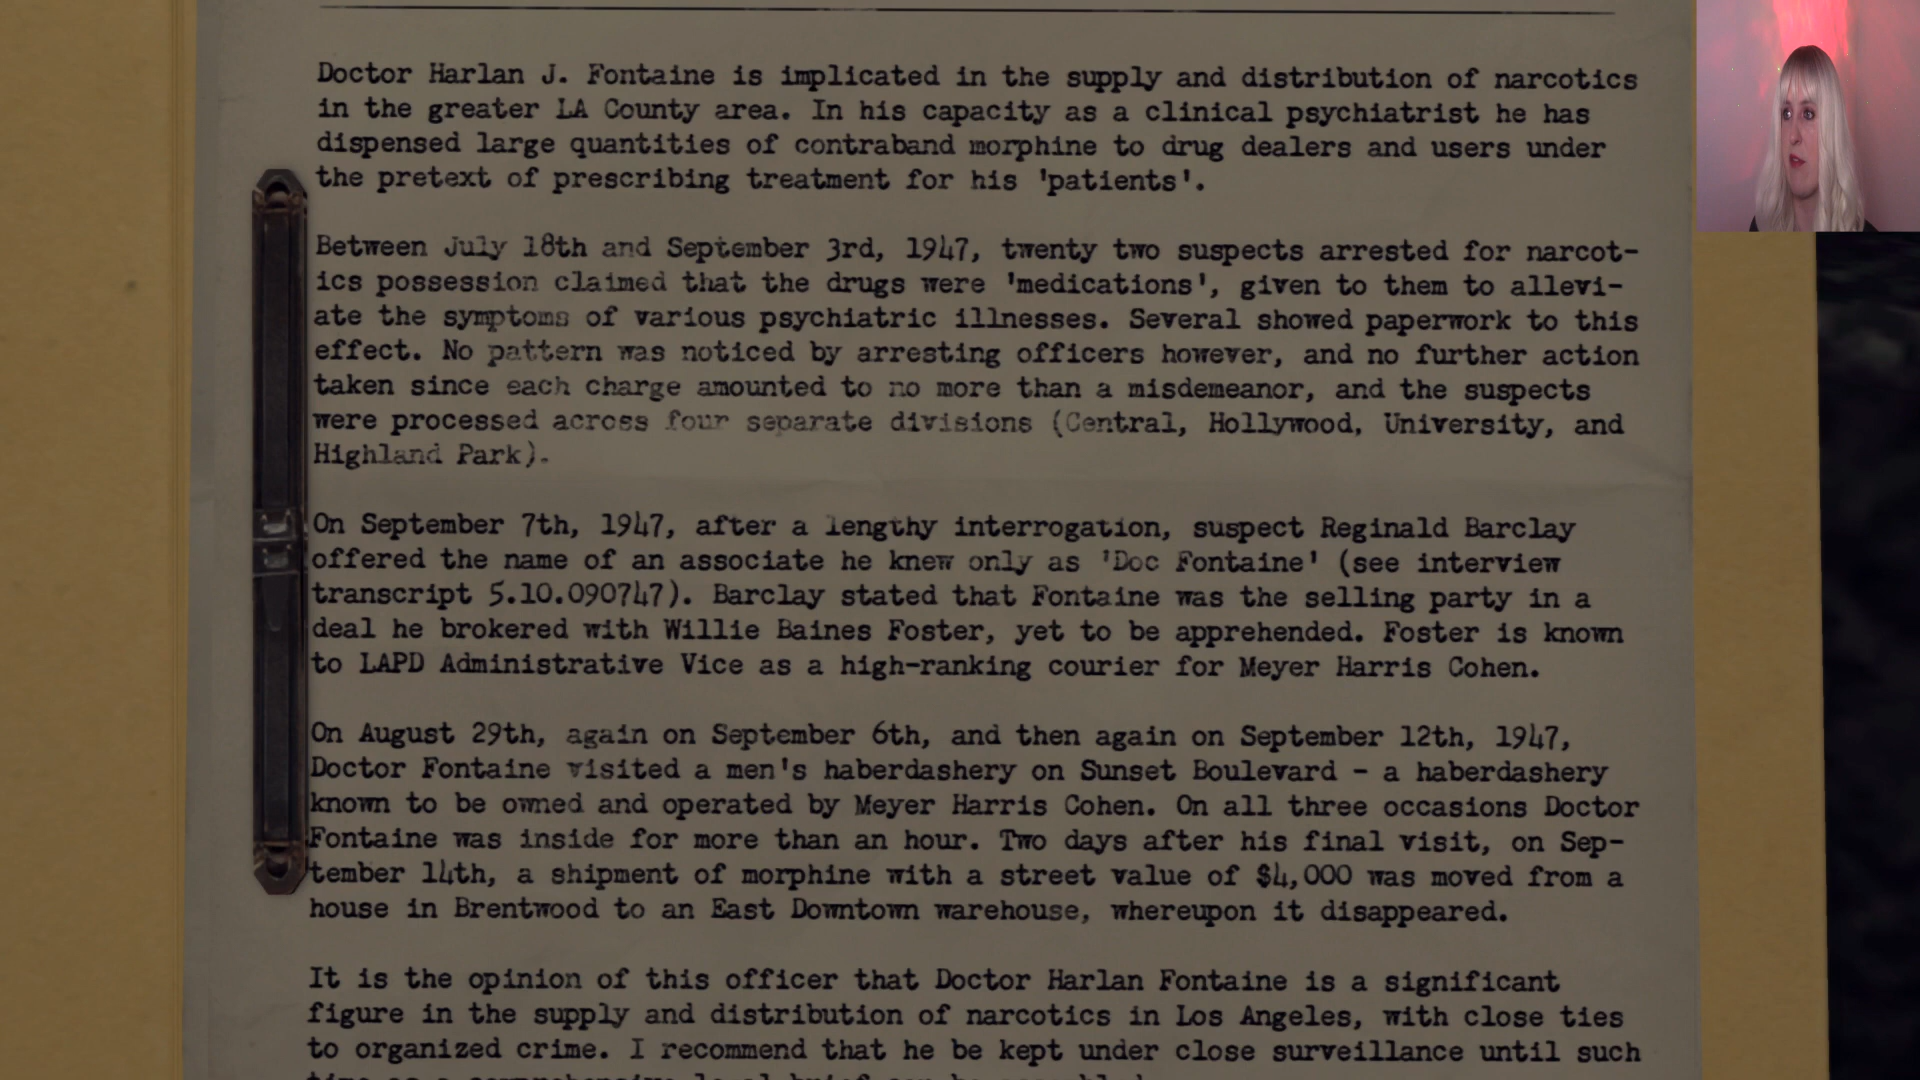 Doctor Harlan J. Fontaine is implicated in the supply and distribution of narcotics
in the greater LA County area. In his capacity as a clinical psychiatrist he has
dispensed large quantities of contraband morphine to drug dealers and users under
the pretext of prescribing treatment for his 'patients'.
Between July 18th and September 3rd, 1947, twenty two suspects arrested for narcot-
ics possession claimed that the drugs were 'medications', given to them to allevi-
ate the symptoms of various psychiatric illnesses. Several showed paperwork to this
effect. No pattern was noticed by arresting officers however, and no further action
taken since each charge amounted to no more than a misdemeanor, and the suspects
were processed across four separate divisions (Central, Hollywood, University, and
Highland Park).
On September 7th, 1947, after a lengthy interrogation, suspect Reginald Barclay
offered the name of an associate he knew only as 'Doc Fontaine' (see interview
transcript 5.10.090747). Barclay stated that Fontaine was the selling party in a
deal he brokered with Willie Baines Foster, yet to be apprehended. Foster is known
to LAPD Administrative Vice as a high-ranking courier for Meyer Harris Cohen.
On August 29th, again on September 6th, and then again on September 12th, 1947,
Doctor Fontaine visited a men's haberdashery on Sunset Boulevard - a haberdashery
known to be owned and operated by Meyer Harris Cohen. On all three occasions Doctor
Fontaine was inside for more than an hour. Two days after his final visit, on Sep-
tember 14th, a shipment of morphine with a street value of $4,000 was moved from a
house in Brentwood to an East Downtown warehouse, whereupon it disappeared.
It is the opinion of this officer that Doctor Harlan Fontaine is a significant
figure in the supply and distribution of narcotics in Los Angeles, with close ties
to organized crime. I recommend that he be kept under close surveillance until such